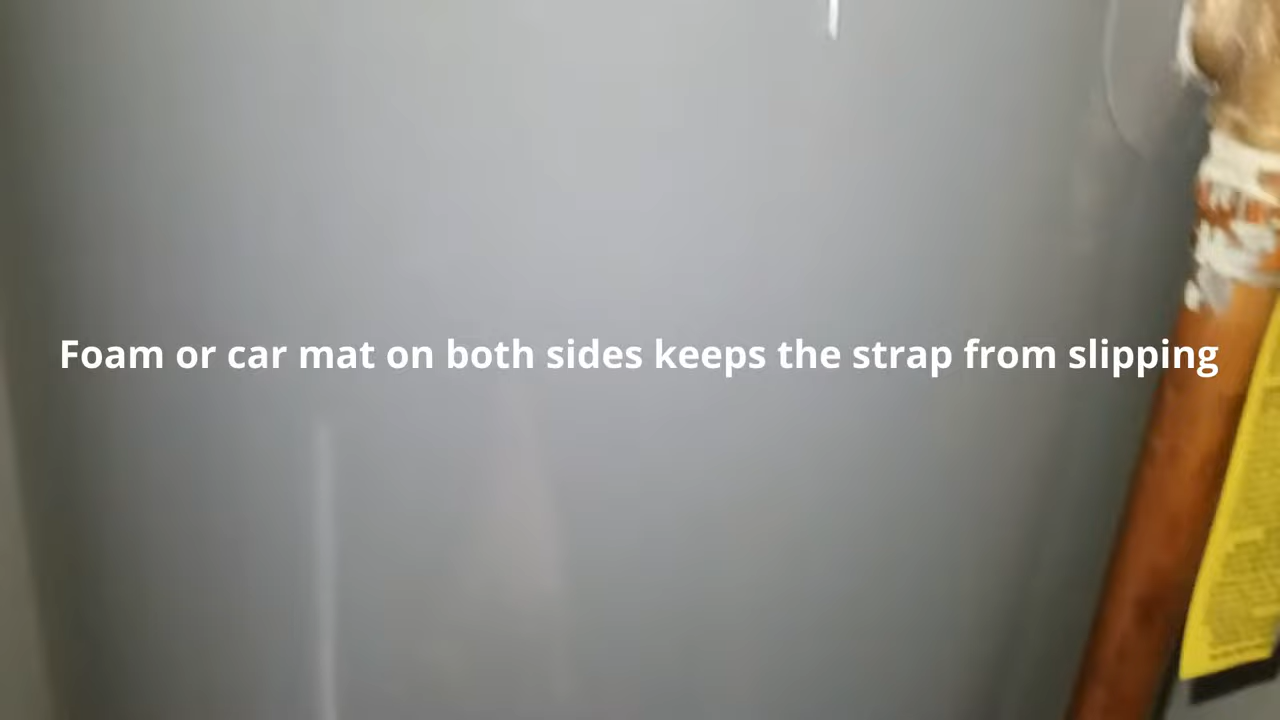 Foam or car mat on both sides keeps the strap from slipping